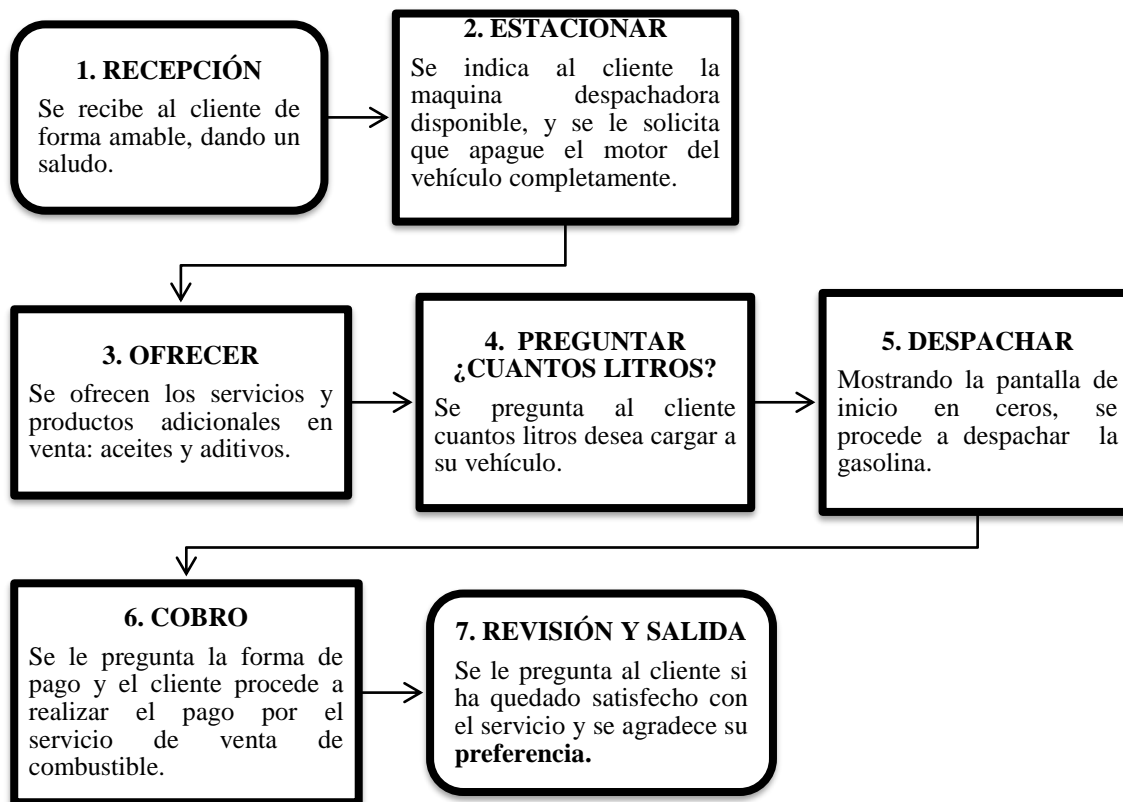 1. RECEPCIÓN
Se recibe al cliente de
forma amable, dando un
saludo.
2. ESTACIONAR
Se indica al cliente la
maquina despachadora
disponible, y se le solicita
que apague el motor del
vehículo completamente.
3. OFRECER
Se ofrecen los servicios y
productos adicionales en
venta: aceites y aditivos.
4. PREGUNTAR
¿CUANTOS LITROS?
Se pregunta al cliente
cuantos litros desea cargar a
su vehículo.
5. DESPACHAR
Mostrando la pantalla de
inicio en ceros, se
procede a despachar la
gasolina.
6. COBRO
Se le pregunta la forma de
pago y el cliente procede a
realizar el pago por el
servicio de venta de
combustible.
7. REVISIÓN Y SALIDA
Se le pregunta al cliente si
ha quedado satisfecho con
el servicio y se agradece su
preferencia.